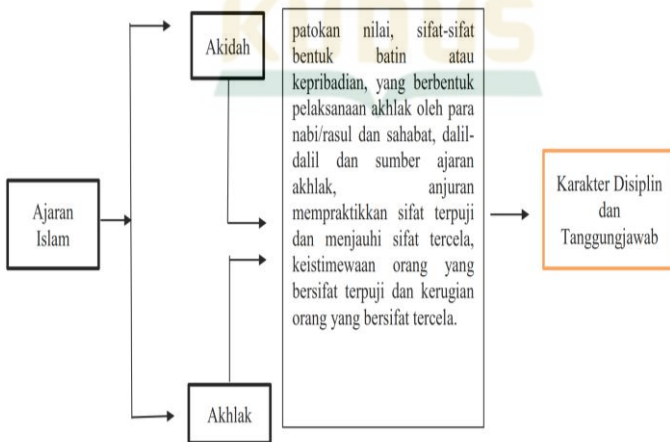 KUDUS
Akidah
patokan nilai, sifat-sifat
bentuk batin atau
kepribadian, yang berbentuk
pelaksanaan akhlak oleh para
nabi/rasul dan sahabat, dalil-
dalil dan sumber ajaran
akhlak, anjuran
mempraktikkan sifat terpuji
dan menjauhi sifat tercela,
keistimewaan orang yang
bersifat terpuji dan kerugian
orang yang bersifat tercela.
Ajaran
Islam
Karakter Disiplin
dan
Tanggungjawab
Akhlak